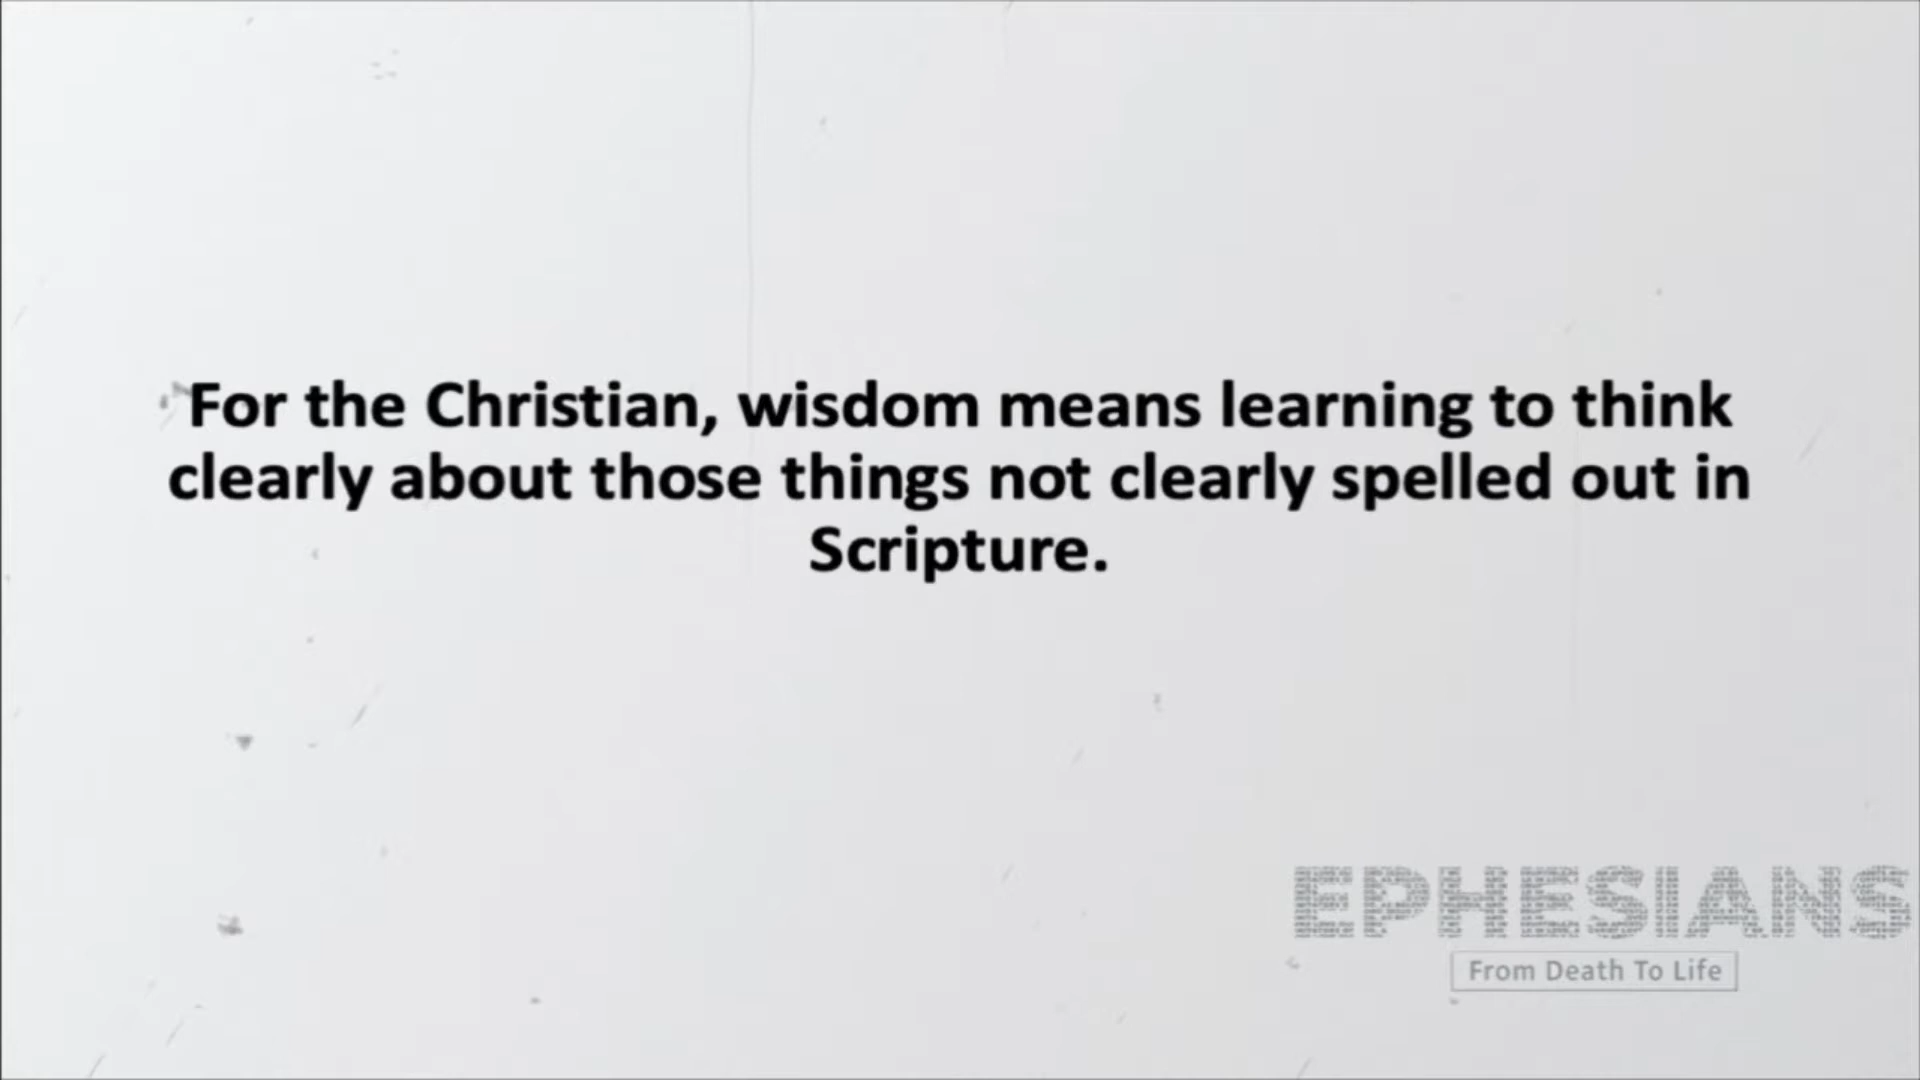 For the Christian, wisdom means learning to think
clearly about those things not clearly spelled out in
Scripture.
EPHESIANS
From Death To Life